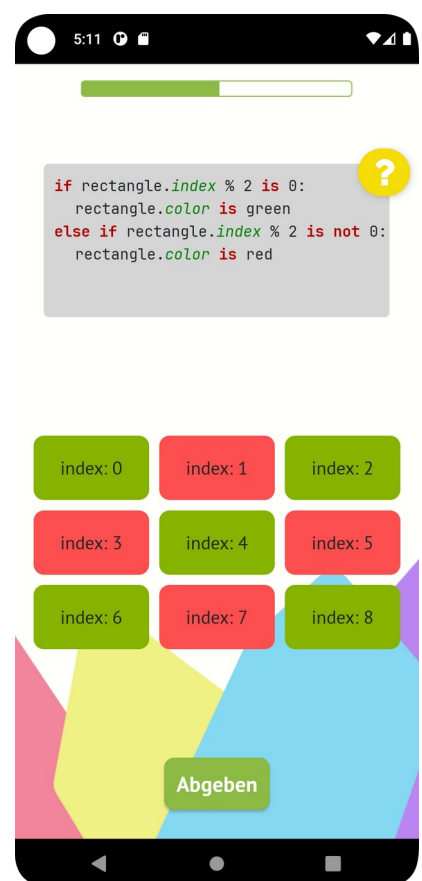 5:11
?
if rectangle.index % 2 is 0:
rectangle.color is green
else if rectangle.index % 2 is not 0:
rectangle.color is red
index: 0 index: 1 index: 2
index: 3 index: 4 index: 5
index: 6 index: 7 index: 8
Abgeben